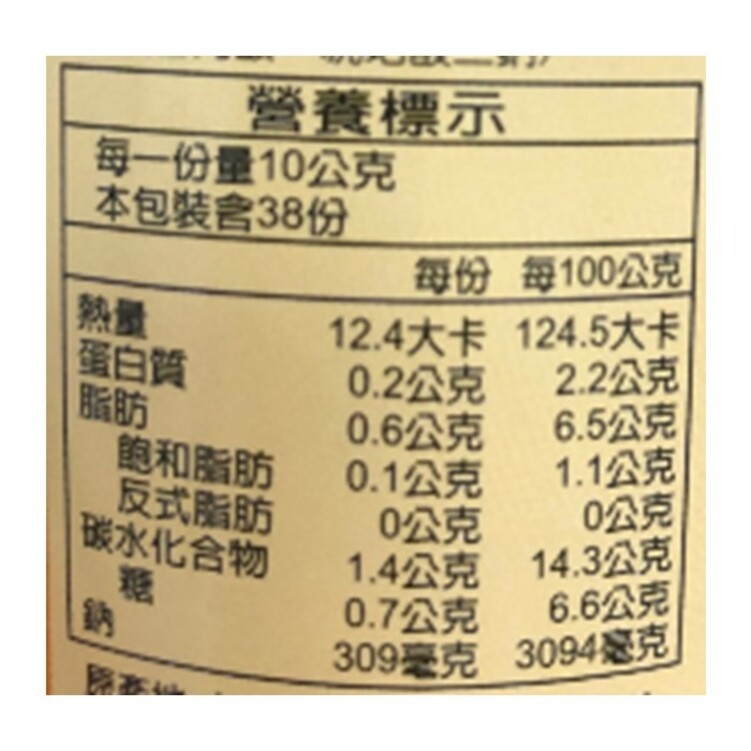 營養標示
每一份量10公克
本包裝含38份
每份 每100公克
熱量 12.4大卡 124.5大卡
蛋白質 0.2公克 2.2公克
脂肪 0.6公克 6.5公克
飽和脂肪 0.1公克 1.1公克
反式脂肪 0公克 0公克
碳水化合物 1.4公克 14.3公克
糖 0.7公克 6.6公克
鈉 309毫克 3094毫克